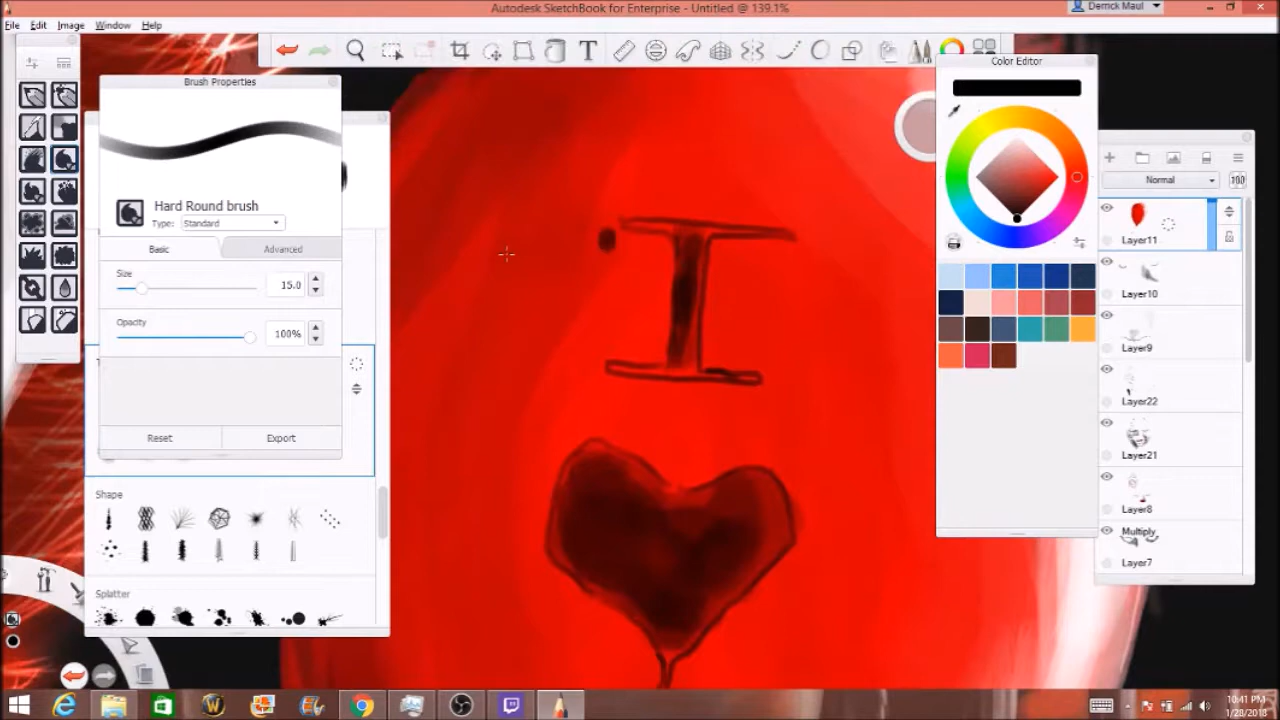 Autodesk SketchBook for Enterprise - Untitled @ 139.1%
Derrick Maul
File Edit Image Window Help
Brush Properties
Color Editor
Hard Round brush
Type: Standard
Basic Advanced
Size 15.0
Opacity 100%
Reset Export
Shape
Splatter
Normal 100
Layer11
Layer10
Layer9
Layer22
Layer21
Layer8
Multiply
Layer7
I
10:41 PM
1/28/2018